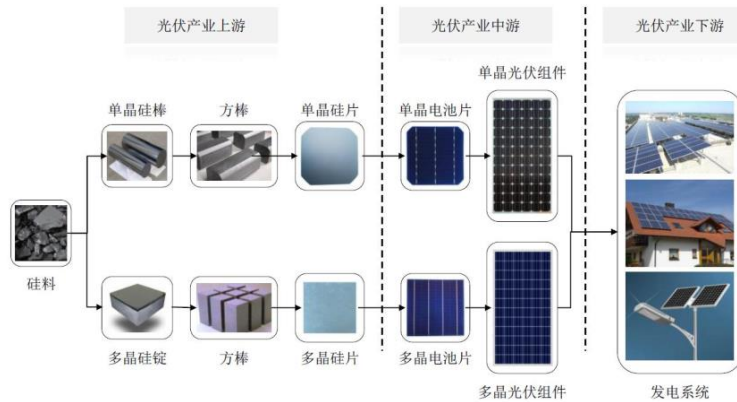 光伏产业上游
光伏产业中游
光伏产业下游
单晶光伏组件
单晶硅棒
方棒
单晶硅片
单晶电池片
硅料
多晶硅锭
方棒
多晶硅片
多晶电池片
多晶光伏组件
发电系统